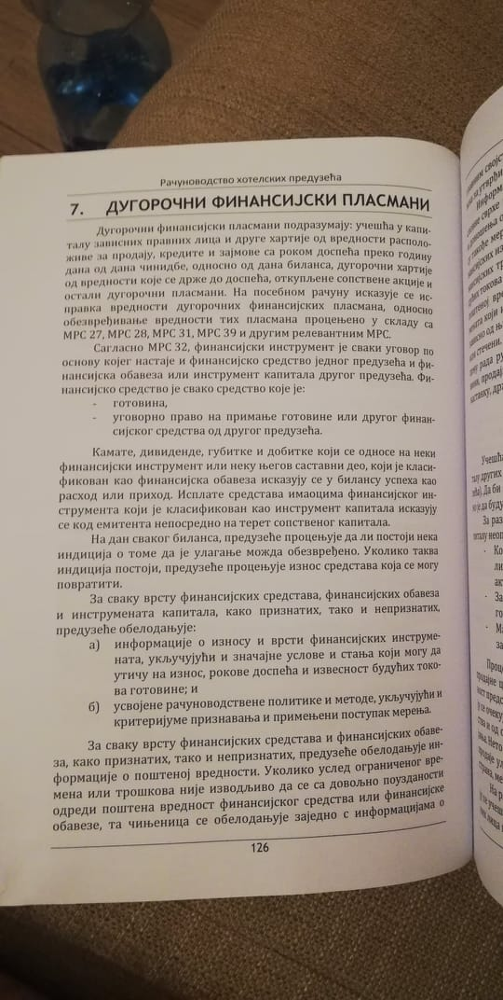 Рачуноводство хотелских предузећа
7. ДУГОРОЧНИ ФИНАНСИЈСКИ ПЛАСМАНИ
Дугорочни финансијски пласмани подразумају: учешћа у капи-
талу зависних правних лица и друге хартије од вредности располо-
живе за продају, кредите и зајмове са роком доспећа преко годину
дана од дана чинидбе, односно од дана биланса, дугорочни хартије
од вредности које се држе до доспећа, откупљене сопствене акције и
остали дугорочни пласмани. На посебном рачуну исказује се ис-
правка вредности дугорочних финансијских пласмана, односно
обезвређивање вредности тих пласмана процењено у складу са
МРС 27, МРС 28, МРС 31, МРС 39 и другим релевантним МРС.
Сагласно МРС 32, финансијски инструмент је сваки уговор по
основу којег настаје и финансијско средство једног предузећа и фи-
нансијска обавеза или инструмент капитала другог предузећа. Фи-
нансијско средство је свако средство које је:
- готовина,
- уговорно право на примање готовине или другог финан-
сијског средства од другог предузећа.
Камате, дивиденде, губитке и добитке који се односе на неки
финансијски инструмент или неку његов саставни део, који је класи-
фикован као финансијска обавеза исказују се у билансу успеха као
расход или приход. Исплате средстава имаоцима финансијског ин-
струмента који је класификован као инструмент капитала исказују
се код емитента непосредно на терет сопственог капитала.
На дан сваког биланса, предузеће процењује да ли постоји нека
индиција о томе да је улагање можда обезвређено. Уколико таква
индиција постоји, предузеће процењује износ средстава која се могу
повратити.
За сваку врсту финансијских средстава, финансијских обавеза
и инструмената капитала, како признатих, тако и непризнатих,
предузеће обелодањује:
а) информације о износу и врсти финансијских инструме-
ната, укључујући и значајне услове и стања који могу да
утичу на износ, рокове доспећа и извесност будућих токо-
ва готовине; и
б) усвојене рачуноводствене политике и методе, укључујући и
критеријуме признавања и примењени поступак мерења.
За сваку врсту финансијских средстава и финансијских обаве-
за, како признатих, тако и непризнатих, предузеће обелодањује ин-
формације о поштеној вредности. Уколико услед ограниченог вре-
мена или трошкова није изводљиво да се са довољно поузданости
одреди поштена вредност финансијског средства или финансијске
обавезе, та чињеница се обелодањује заједно с информацијама о
126